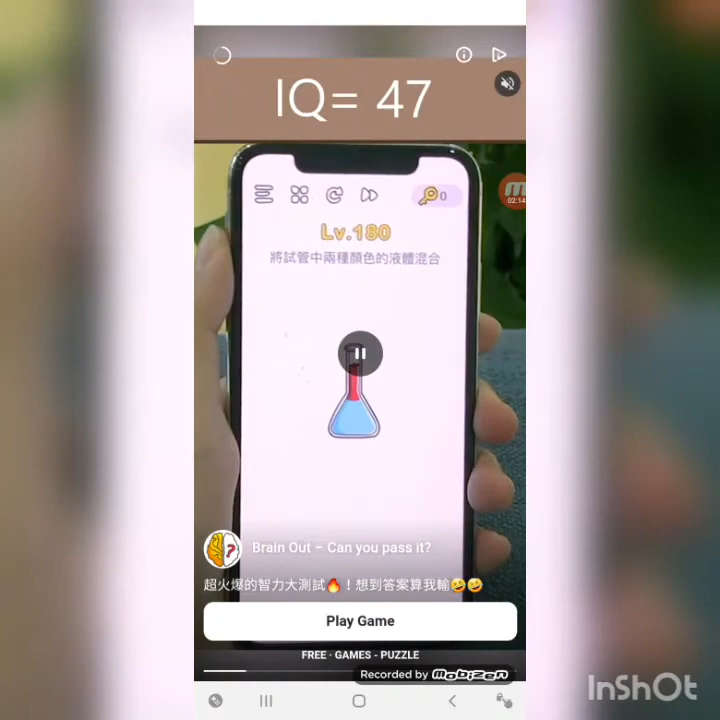 IQ= 47
02:14
0
Lv.180
將試管中兩種顏色的液體混合
Brain Out – Can you pass it?
超火爆的智力大測試🔥！想到答案算我輸🤣🤣
Play Game
FREE · GAMES - PUZZLE
Recorded by mobizen
InShOt